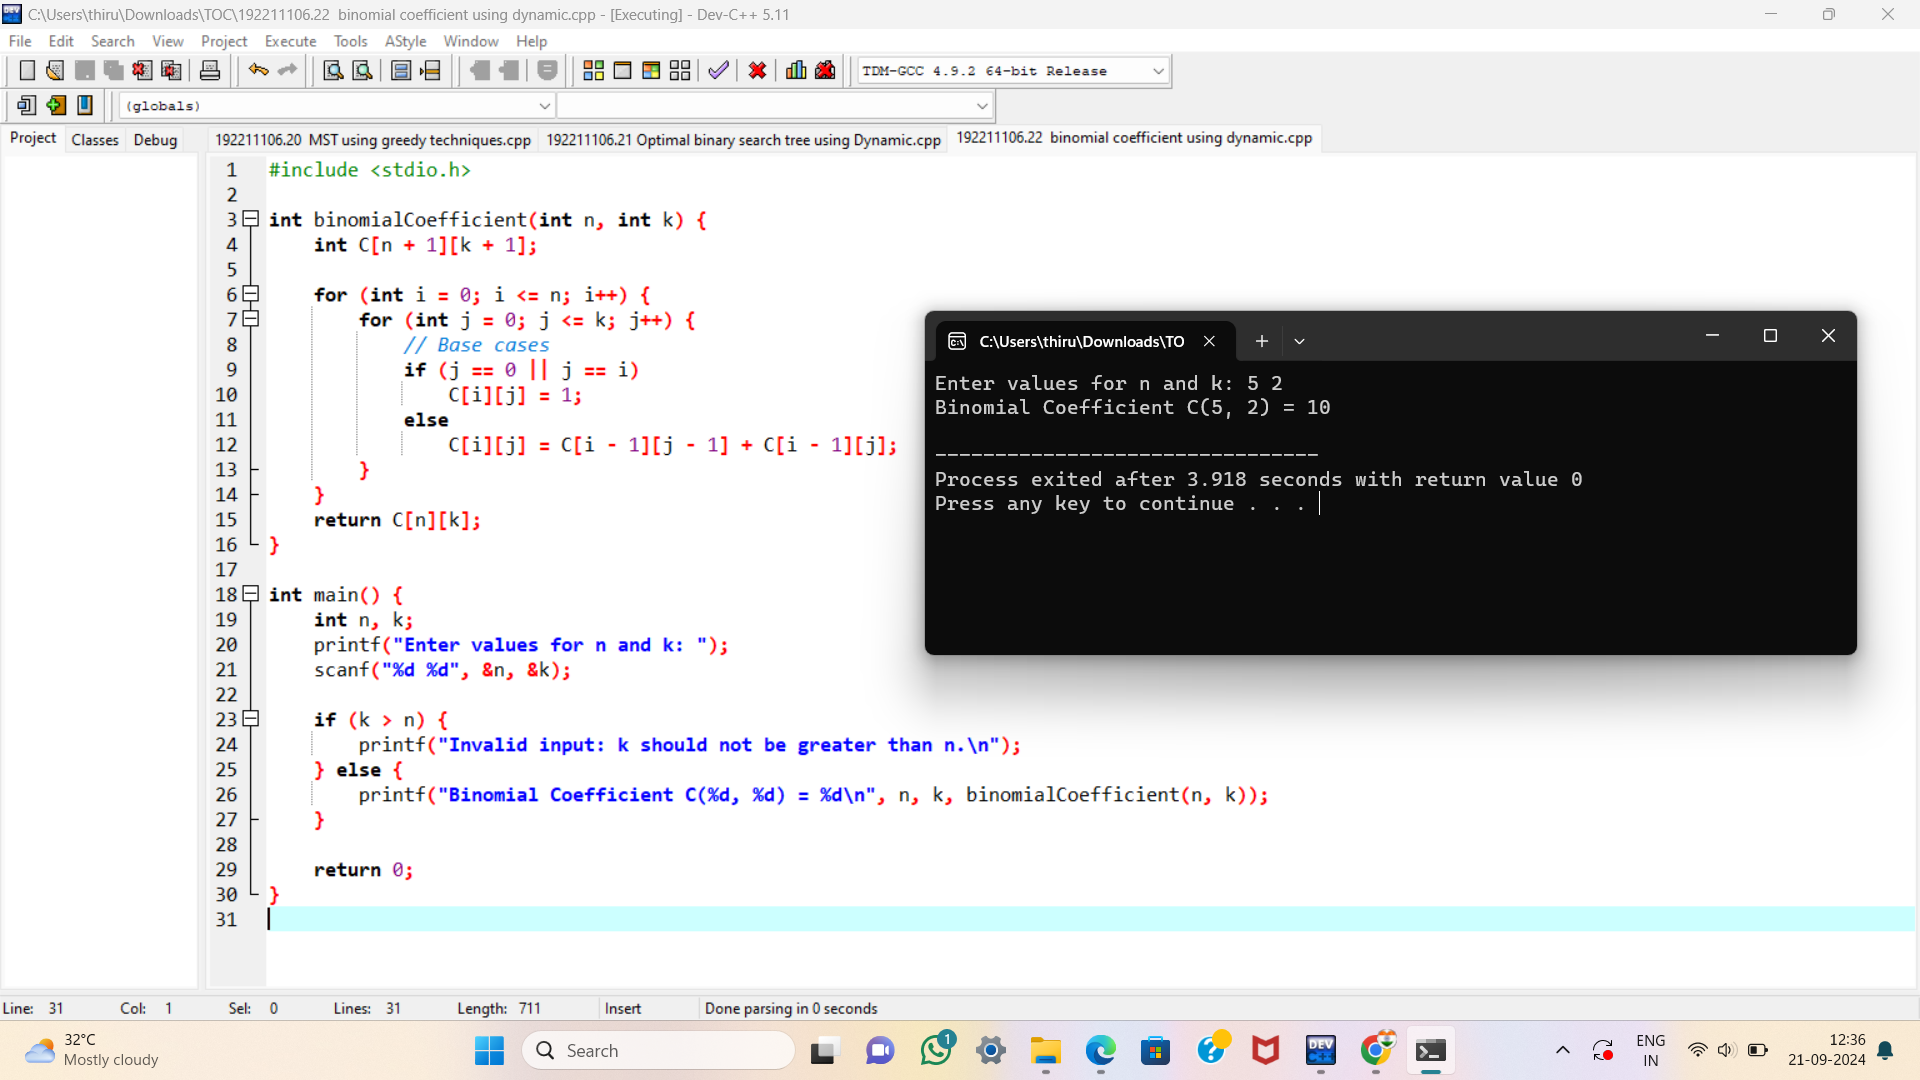 C:\Users\thiru\Downloads\TOC\192211106.22  binomial coefficient using dynamic.cpp - [Executing] - Dev-C++ 5.11
File Edit Search View Project Execute Tools AStyle Window Help
TDM-GCC 4.9.2 64-bit Release
(globals)
Project Classes Debug
192211106.20  MST using greedy techniques.cpp 192211106.21 Optimal binary search tree using Dynamic.cpp 192211106.22  binomial coefficient using dynamic.cpp
1 #include <stdio.h>
2
3 int binomialCoefficient(int n, int k) {
4     int C[n + 1][k + 1];
5
6     for (int i = 0; i <= n; i++) {
7         for (int j = 0; j <= k; j++) {
8             // Base cases
9             if (j == 0 || j == i)
10                 C[i][j] = 1;
11             else
12                 C[i][j] = C[i - 1][j - 1] + C[i - 1][j];
13         }
14     }
15     return C[n][k];
16 }
17
18 int main() {
19     int n, k;
20     printf("Enter values for n and k: ");
21     scanf("%d %d", &n, &k);
22
23     if (k > n) {
24         printf("Invalid input: k should not be greater than n.\n");
25     } else {
26         printf("Binomial Coefficient C(%d, %d) = %d\n", n, k, binomialCoefficient(n, k));
27     }
28
29     return 0;
30 }
31
C:\Users\thiru\Downloads\TO
Enter values for n and k: 5 2
Binomial Coefficient C(5, 2) = 10
--------------------------------
Process exited after 3.918 seconds with return value 0
Press any key to continue . . .
Line: 31 Col: 1 Sel: 0 Lines: 31 Length: 711 Insert Done parsing in 0 seconds
32°C
Mostly cloudy
Search
1
DEV
C++
ENG
IN
12:36
21-09-2024